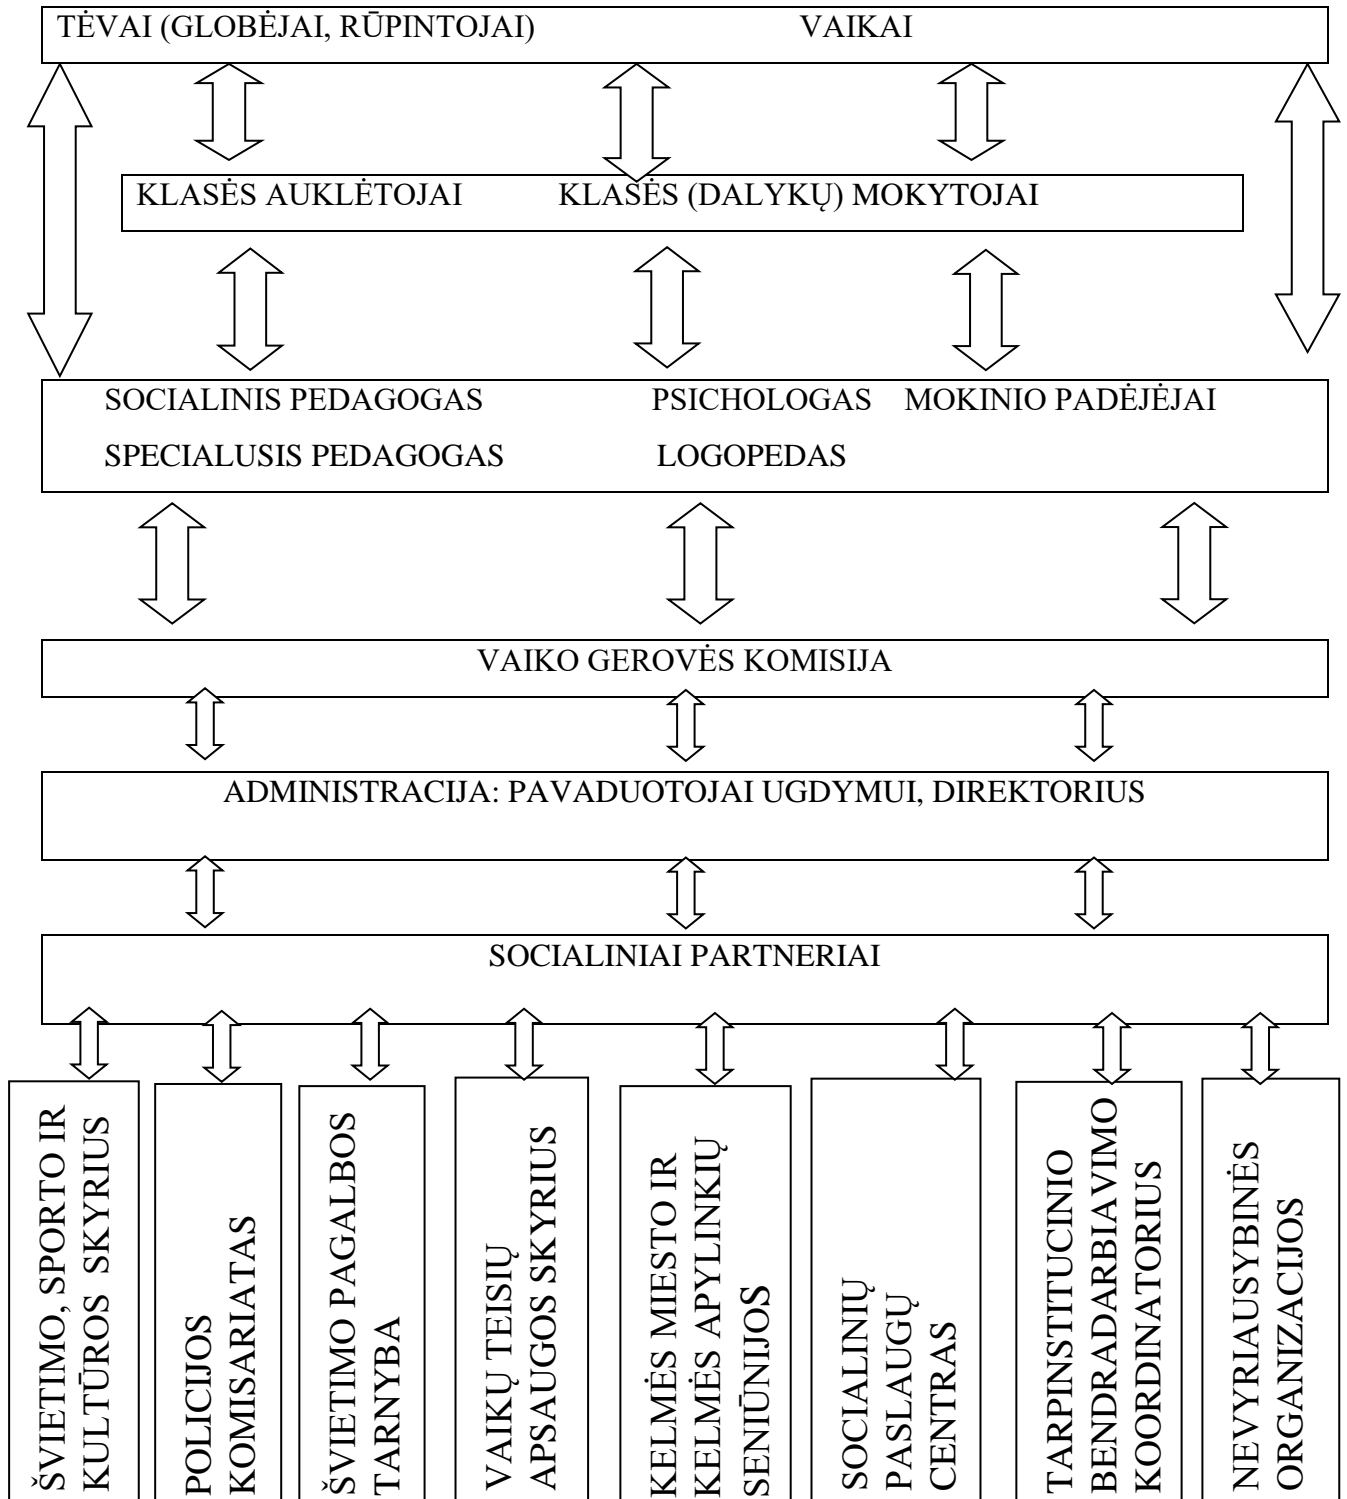 TĖVAI (GLOBĖJAI, RŪPINTOJAI) VAIKAI
KLASĖS AUKLĖTOJAI KLASĖS (DALYKŲ) MOKYTOJAI
SOCIALINIS PEDAGOGAS PSICHOLOGAS MOKINIO PADĖJĖJAI
SPECIALUSIS PEDAGOGAS LOGOPEDAS
VAIKO GEROVĖS KOMISIJA
ADMINISTRACIJA: PAVADUOTOJAI UGDYMUI, DIREKTORIUS
SOCIALINIAI PARTNERIAI
ŠVIETIMO, SPORTO IR
KULTŪROS SKYRIUS
POLICIJOS
KOMISARIATAS
ŠVIETIMO PAGALBOS
TARNYBA
VAIKŲ TEISIŲ
APSAUGOS SKYRIUS
KELMĖS MIESTO IR
KELMĖS APYLINKIŲ
SENIŪNIJOS
SOCIALINIŲ
PASLAUGŲ
CENTRAS
TARPINSTITUCINIO
BENDRADARBIAVIMO
KOORDINATORIUS
NEVYRIAUSYBINĖS
ORGANIZACIJOS